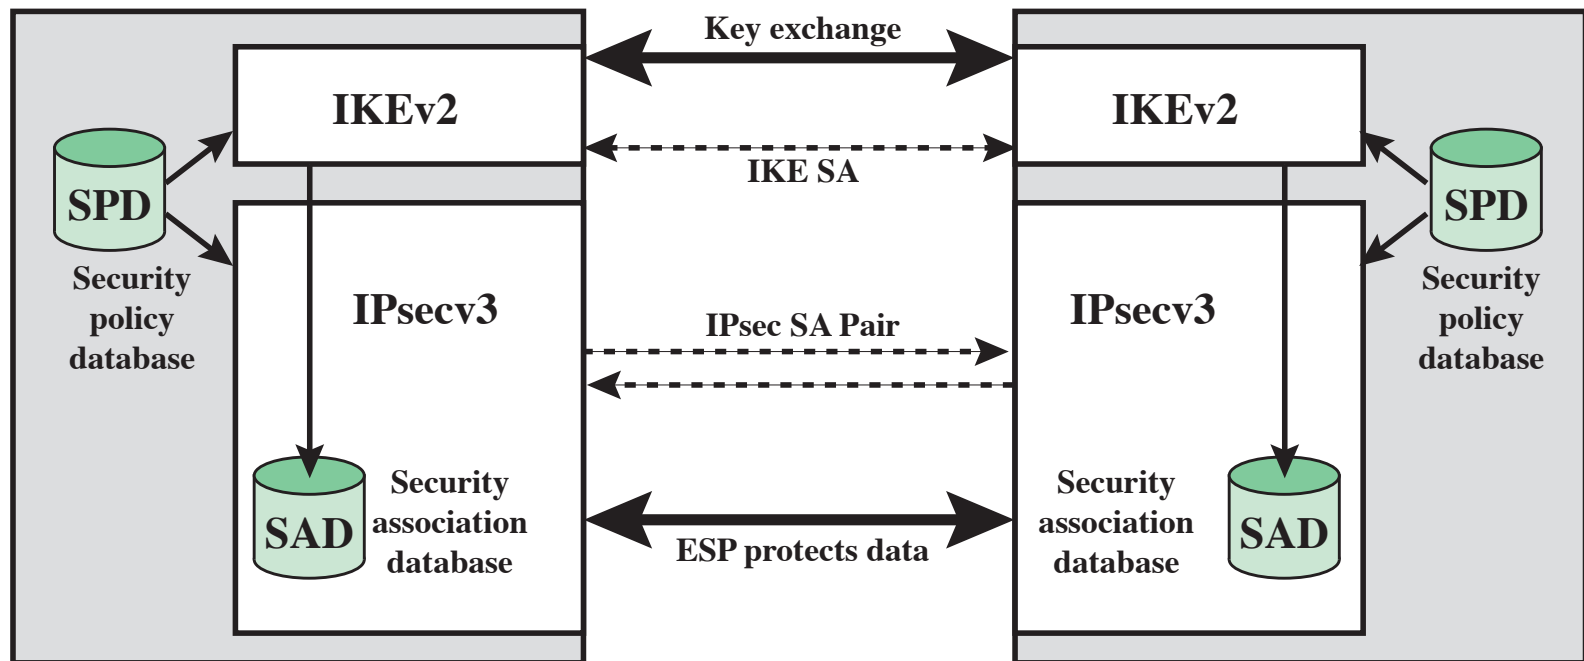 Key exchange
IKEv2
IKEv2
IKE SA
SPD
SPD
Security
policy
database
Security
policy
database
IPsecv3
IPsecv3
IPsec SA Pair
SAD
Security
association
database
Security
association
database
SAD
ESP protects data